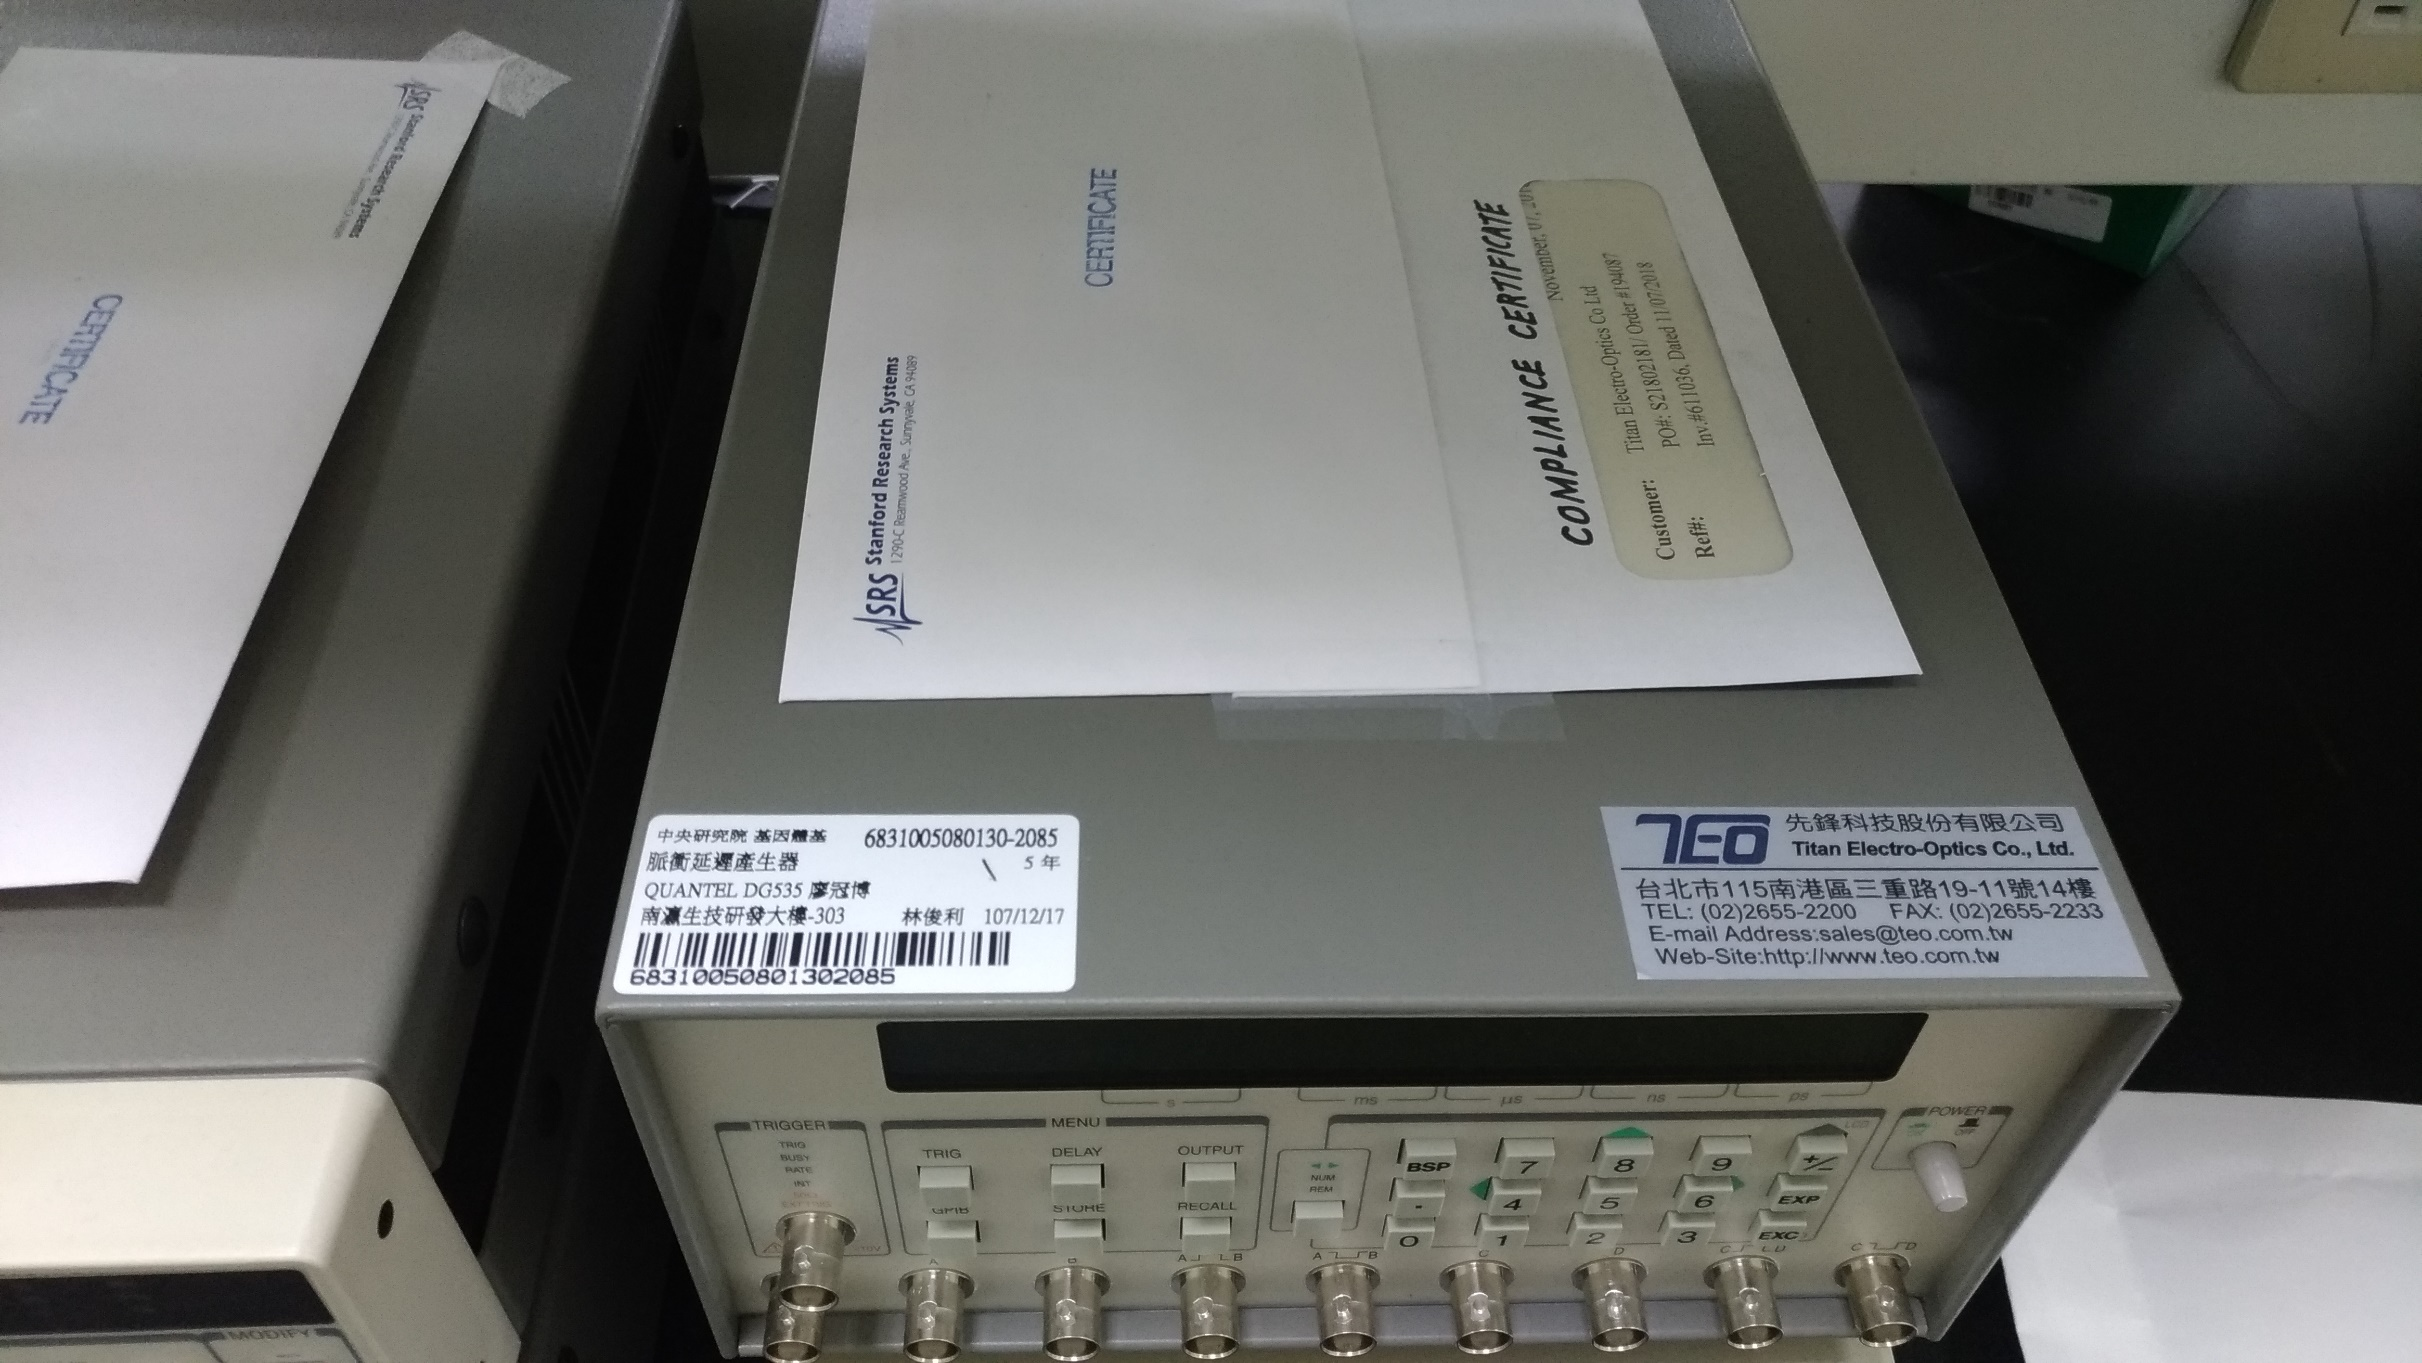 SRS Stanford Research Systems
CERTIFICATE
SRS Stanford Research Systems
1290-C Reamwood Ave., Sunnyvale, CA 94089
CERTIFICATE
COMPLIANCE CERTIFICATE
November, 07, 201
Customer: Titan Electro-Optics Co Ltd
Ref#: PO#: S21802181/ Order #194087
Inv.#611036, Dated 11/07/2018
中央研究院 基因體基 6831005080130-2085
脈衝延遲產生器 \ 5 年
QUANTEL DG535 廖冠博
南瀛生技研發大樓-303 林俊利 107/12/17
68310050801302085
TEO 先鋒科技股份有限公司
Titan Electro-Optics Co., Ltd.
台北市115南港區三重路19-11號14樓
TEL: (02)2655-2200 FAX: (02)2655-2233
E-mail Address:sales@teo.com.tw
Web-Site:http://www.teo.com.tw
s ms µs ns ps
TRIGGER
TRIG
BUSY
RATE
INT
MENU
TRIG DELAY OUTPUT
GPIB STORE RECALL
NUM
REM
BSP 7 8 9 +/-
. 4 5 6 EXP
0 1 2 3 EXC
POWER
OFF
A B A B A B C D C D C D
MODIFY